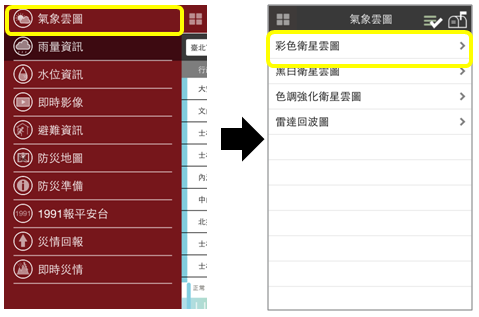 氣象雲圖
雨量資訊
水位資訊
即時影像
避難資訊
防災地圖
防災準備
1991 1991報平安台
災情回報
即時災情
臺北
行
大
文
士
士
內
中
北
士
士
正常
氣象雲圖
彩色衛星雲圖
黑白衛星雲圖
色調強化衛星雲圖
雷達回波圖